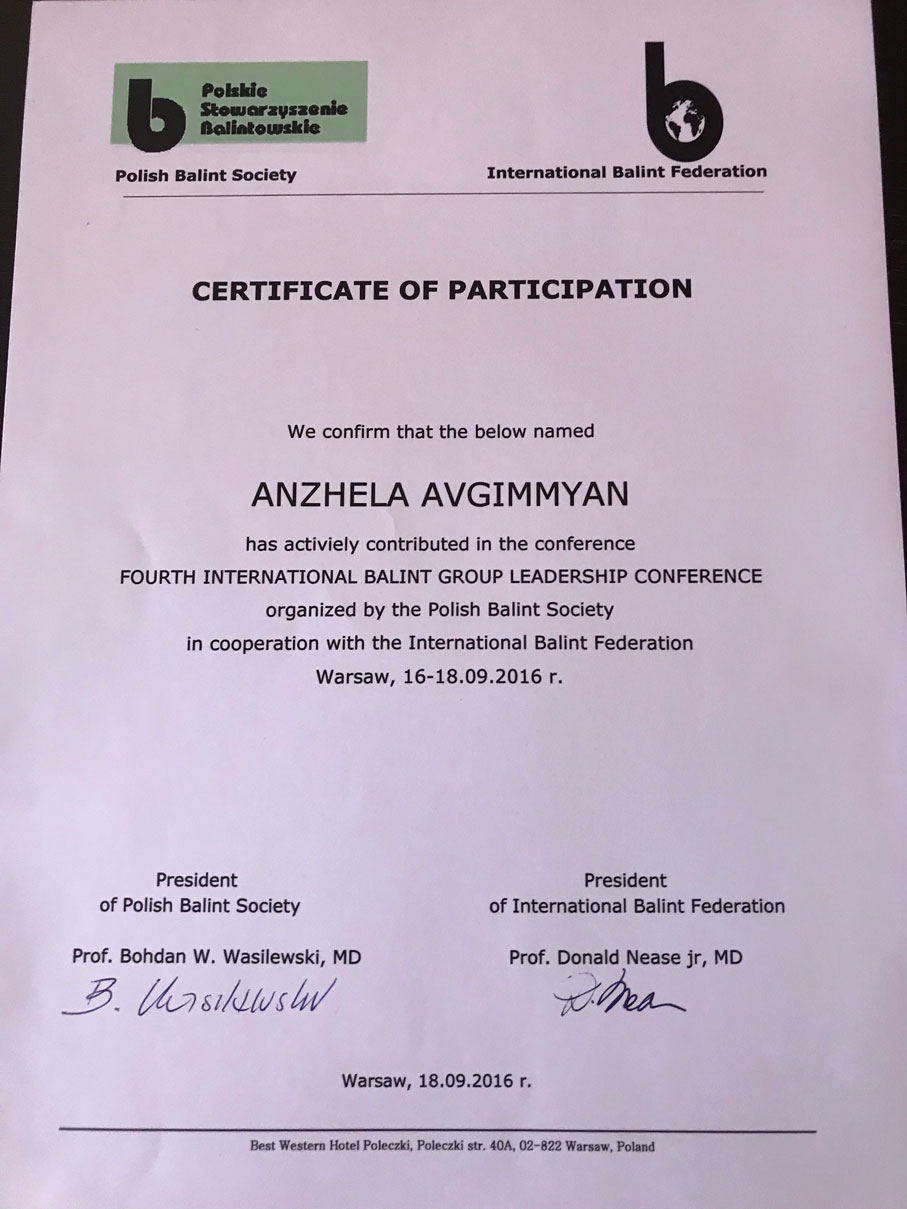 Polskie
Stowarzyszenie
Balintowskie
Polish Balint Society
International Balint Federation
CERTIFICATE OF PARTICIPATION
We confirm that the below named
ANZHELA AVGIMMYAN
has activiely contributed in the conference
FOURTH INTERNATIONAL BALINT GROUP LEADERSHIP CONFERENCE
organized by the Polish Balint Society
in cooperation with the International Balint Federation
Warsaw, 16-18.09.2016 r.
President
of Polish Balint Society
Prof. Bohdan W. Wasilewski, MD
B. Wasilewski
President
of International Balint Federation
Prof. Donald Nease jr, MD
D. Nea
Warsaw, 18.09.2016 r.
Best Western Hotel Poleczki, Poleczki str. 40A, 02-822 Warsaw, Poland